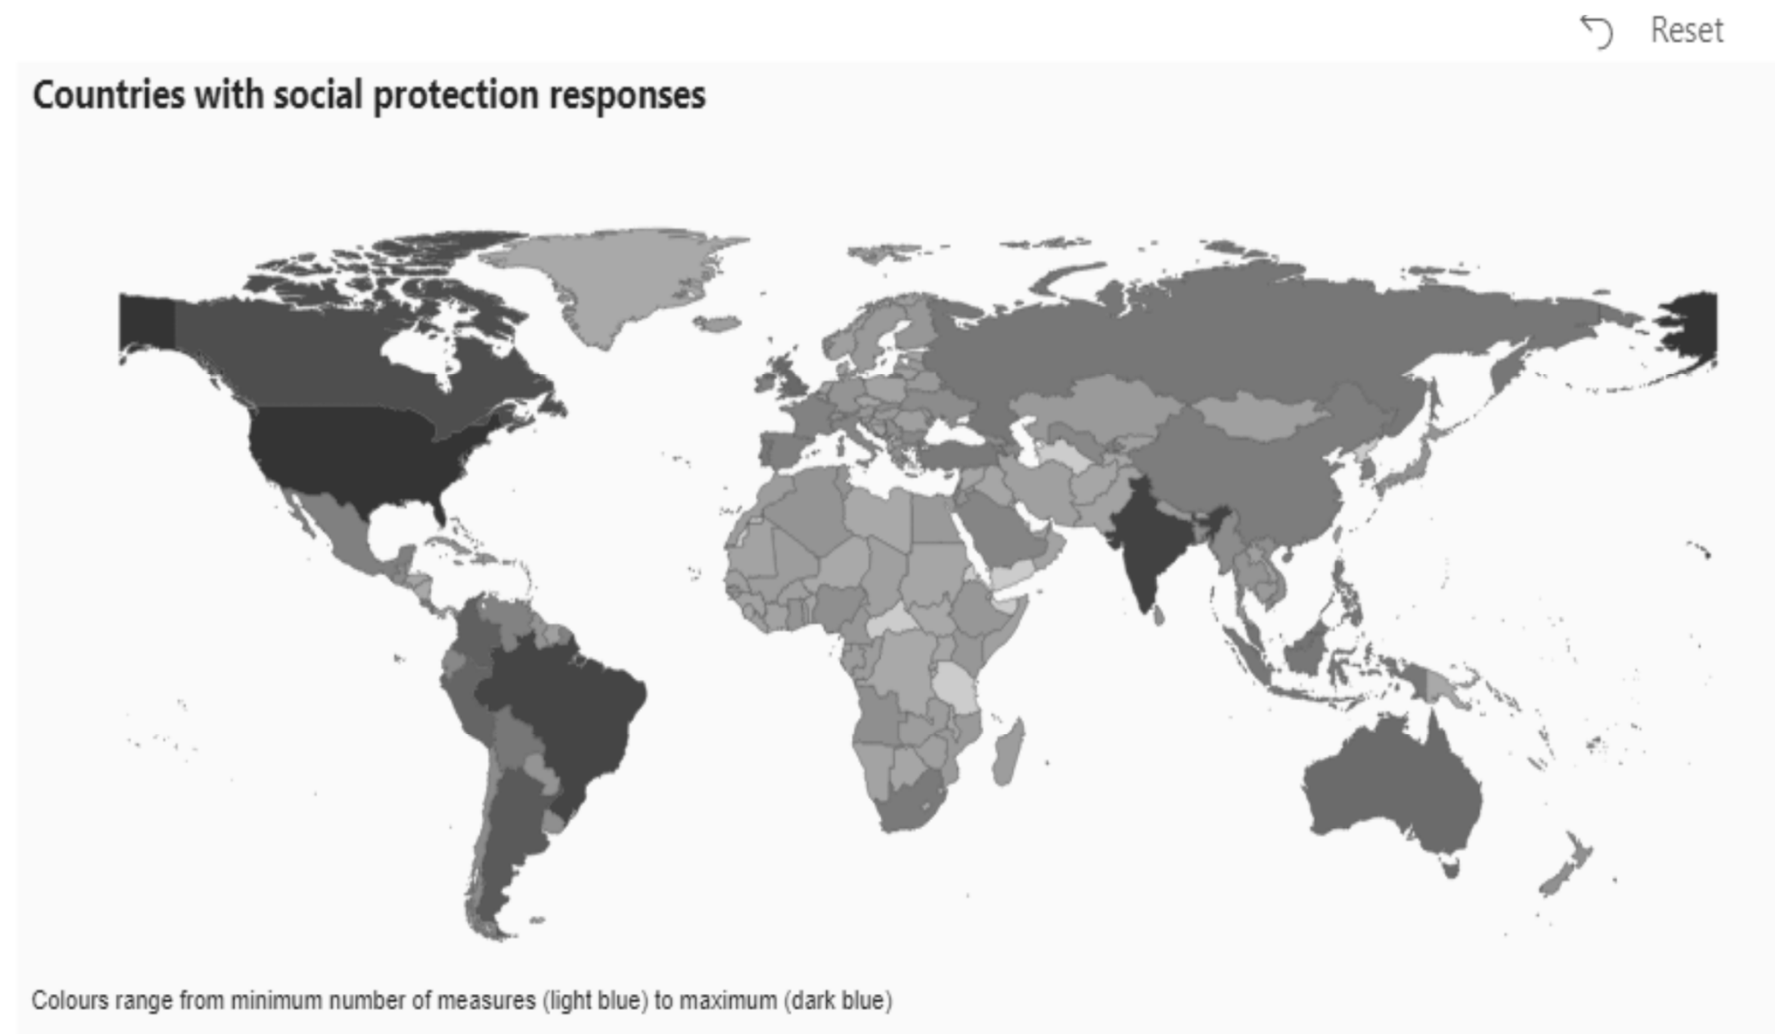 Reset
Countries with social protection responses
Colours range from minimum number of measures (light blue) to maximum (dark blue)